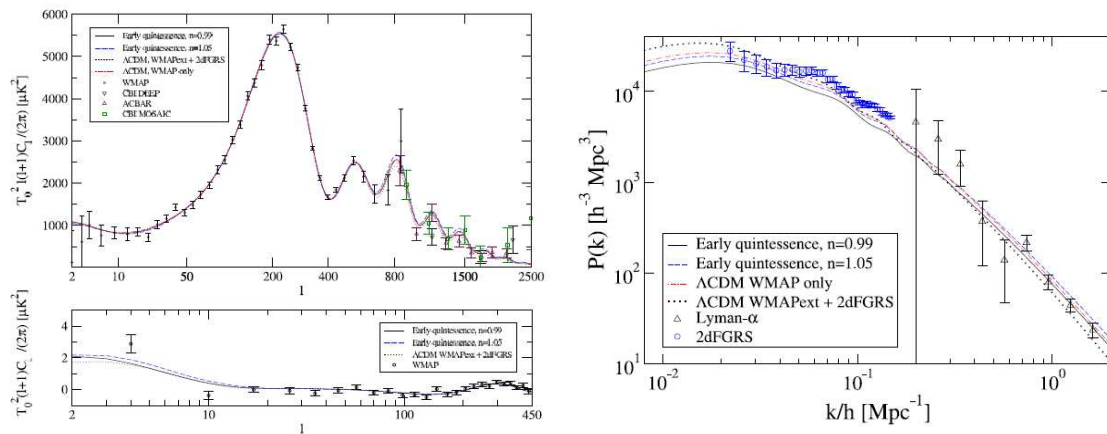 T₀² l(l+1)Cₗ/(2π) [μK²]
6000
5000
4000
3000
2000
1000
Early quintessence, n=0.99
Early quintessence, n=1.05
ΛCDM, WMAPext + 2dFGRS
ΛCDM, WMAP only
WMAP
CBI DEEP
ACBAR
CBI MOSAIC
2 10 50 200 400 800 1500 2500
l
T₀²(l+1)C /(2π) [μK²]
4
2
0
Early quintessence, n=0.99
Early quintessence, n=1.05
ΛCDM WMAPext + 2dFGRS
WMAP
2 10 100 450
l
P(k) [h⁻³ Mpc³]
10⁴
10³
10²
10¹
Early quintessence, n=0.99
Early quintessence, n=1.05
ΛCDM WMAP only
ΛCDM WMAPext + 2dFGRS
Lyman-α
2dFGRS
10⁻² 10⁻¹ 10⁰
k/h [Mpc⁻¹]